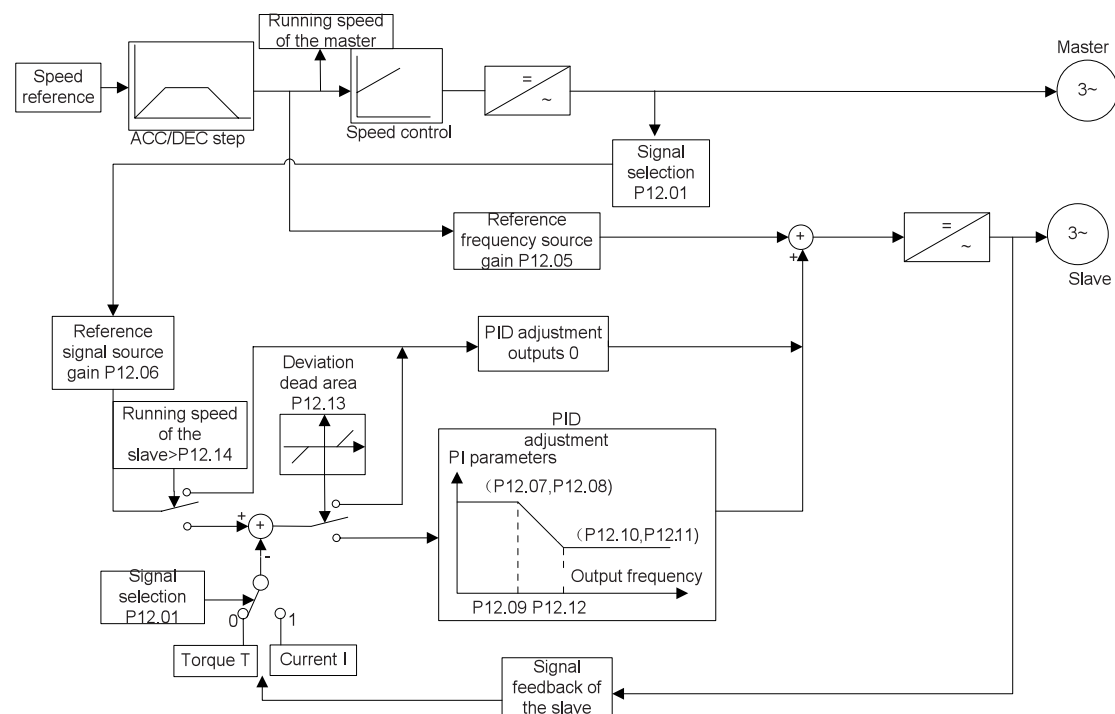 Running speed
of the master
Master
Speed
reference
=
~
3~
ACC/DEC step
Speed control
Signal
selection
P12.01
Reference
frequency source
gain P12.05
+
+
=
~
3~
Slave
Reference
signal source
gain P12.06
PID adjustment
outputs 0
Deviation
dead area
P12.13
Running speed
of the
slave>P12.14
PID
adjustment
PI parameters
（P12.07,P12.08)
+
+
-
（P12.10,P12.11)
Output frequency
P12.09 P12.12
Signal
selection
P12.01
0
1
Torque T
Current I
Signal
feedback of
the slave